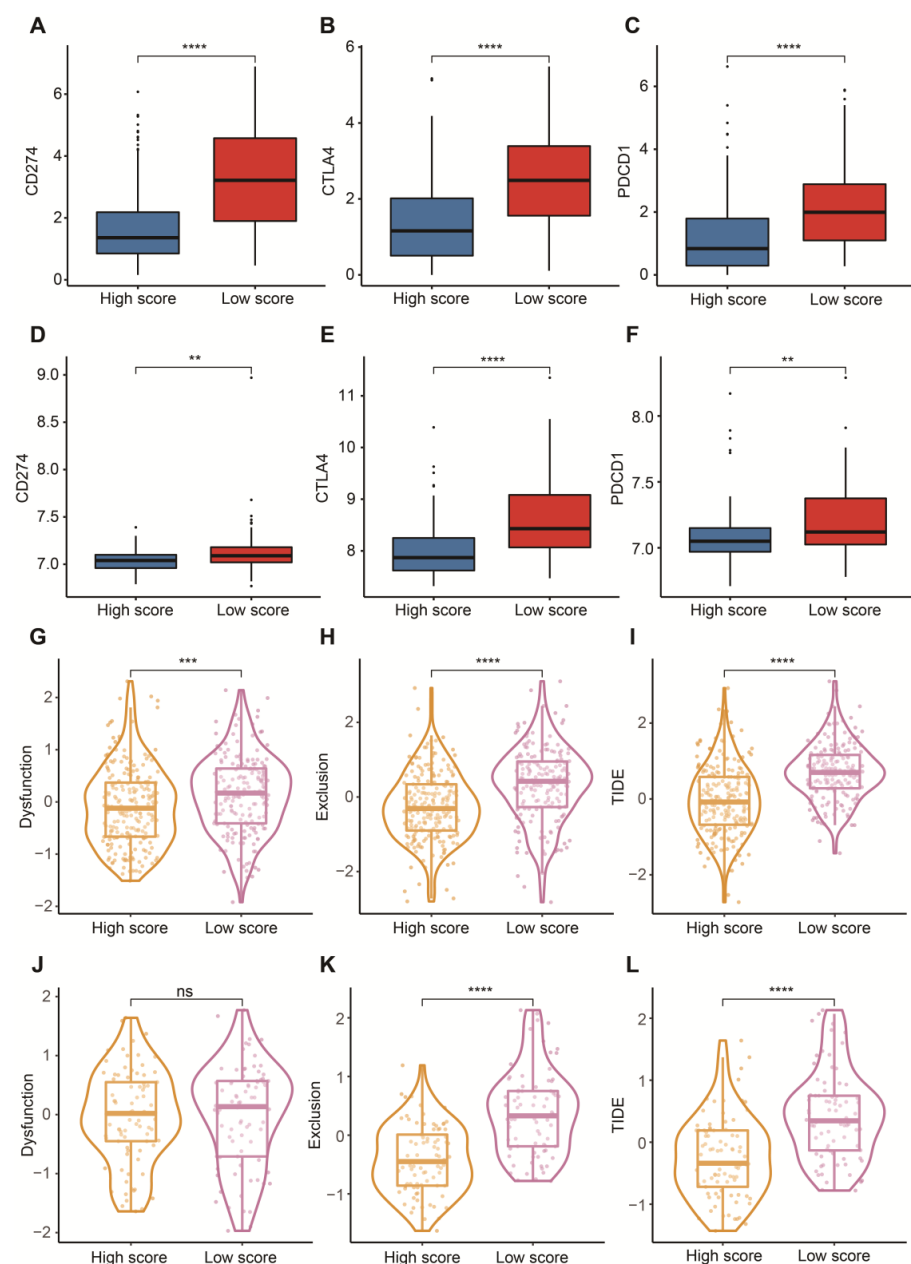 A
B
C
****
****
****
CD274
6
4
2
0
CTLA4
6
4
2
0
PDCD1
6
4
2
0
High score Low score
High score Low score
High score Low score
D
E
F
**
****
**
CD274
9.0
8.5
8.0
7.5
7.0
CTLA4
11
10
9
8
PDCD1
8.0
7.5
7.0
High score Low score
High score Low score
High score Low score
G
H
I
***
****
****
Dysfunction
2
1
0
−1
−2
Exclusion
2
0
−2
TIDE
2
0
−2
High score Low score
High score Low score
High score Low score
J
K
L
ns
****
****
Dysfunction
2
1
0
−1
−2
Exclusion
2
1
0
−1
TIDE
2
1
0
−1
High score Low score
High score Low score
High score Low score